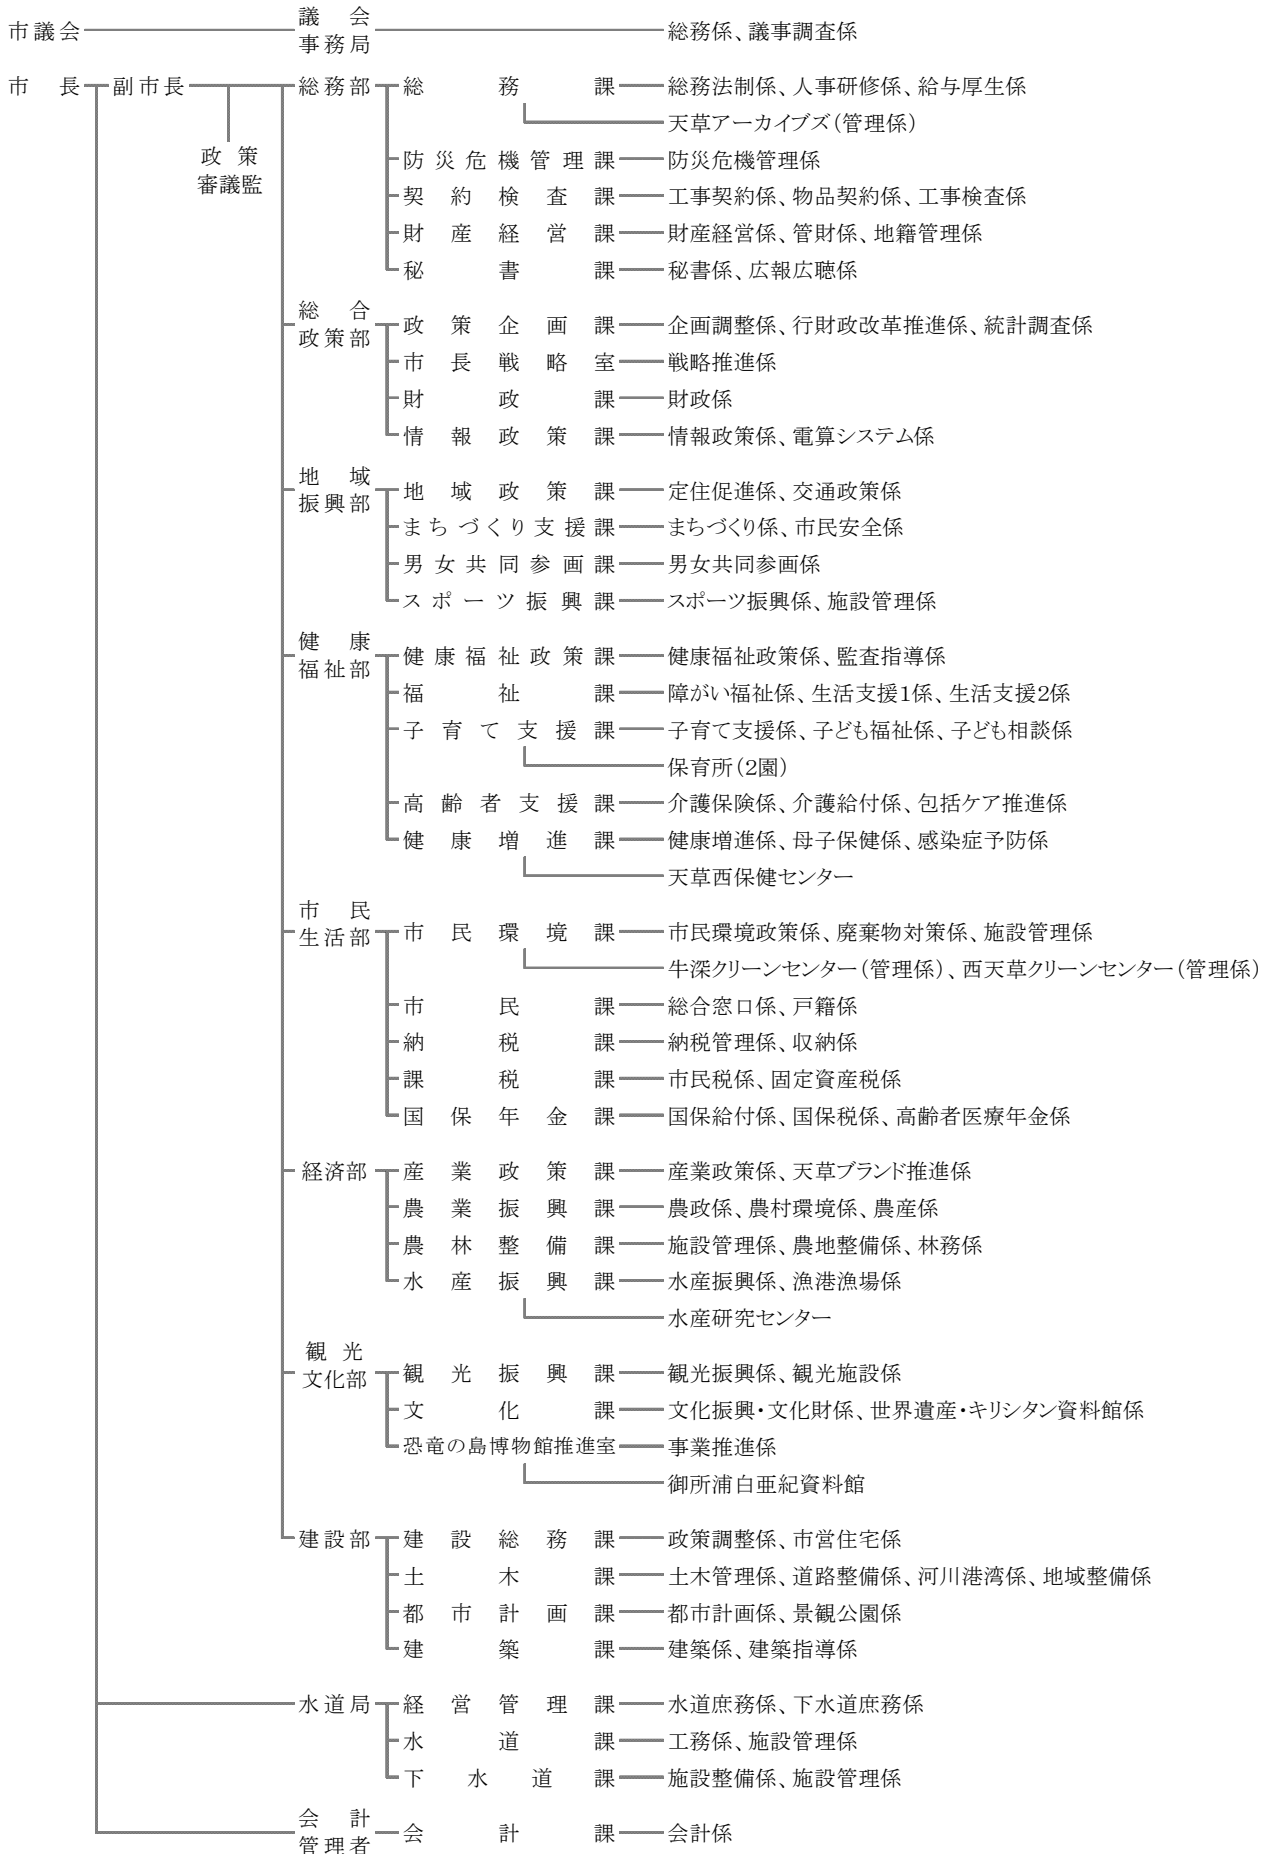 市議会 議会事務局 総務係、議事調査係
市長 副市長 総務部 総務課 総務法制係、人事研修係、給与厚生係
天草アーカイブズ（管理係）
政策審議監 防災危機管理課 防災危機管理係
契約検査課 工事契約係、物品契約係、工事検査係
財産経営課 財産経営係、管財係、地籍管理係
秘書課 秘書係、広報広聴係
総合政策部 政策企画課 企画調整係、行財政改革推進係、統計調査係
市長戦略室 戦略推進係
財政課 財政係
情報政策課 情報政策係、電算システム係
地域振興部 地域政策課 定住促進係、交通政策係
まちづくり支援課 まちづくり係、市民安全係
男女共同参画課 男女共同参画係
スポーツ振興課 スポーツ振興係、施設管理係
健康福祉部 健康福祉政策課 健康福祉政策係、監査指導係
福祉課 障がい福祉係、生活支援1係、生活支援2係
子育て支援課 子育て支援係、子ども福祉係、子ども相談係
保育所（2園）
高齢者支援課 介護保険係、介護給付係、包括ケア推進係
健康増進課 健康増進係、母子保健係、感染症予防係
天草西保健センター
市民生活部 市民環境課 市民環境政策係、廃棄物対策係、施設管理係
牛深クリーンセンター（管理係）、西天草クリーンセンター（管理係）
市民課 総合窓口係、戸籍係
納税課 納税管理係、収納係
課税課 市民税係、固定資産税係
国保年金課 国保給付係、国保税係、高齢者医療年金係
経済部 産業政策課 産業政策係、天草ブランド推進係
農業振興課 農政係、農村環境係、農産係
農林整備課 施設管理係、農地整備係、林務係
水産振興課 水産振興係、漁港漁場係
水産研究センター
観光文化部 観光振興課 観光振興係、観光施設係
文化課 文化振興・文化財係、世界遺産・キリシタン資料館係
恐竜の島博物館推進室 事業推進係
御所浦白亜紀資料館
建設部 建設総務課 政策調整係、市営住宅係
土木課 土木管理係、道路整備係、河川港湾係、地域整備係
都市計画課 都市計画係、景観公園係
建築課 建築係、建築指導係
水道局 経営管理課 水道庶務係、下水道庶務係
水道課 工務係、施設管理係
下水道課 施設整備係、施設管理係
会計管理者 会計課 会計係